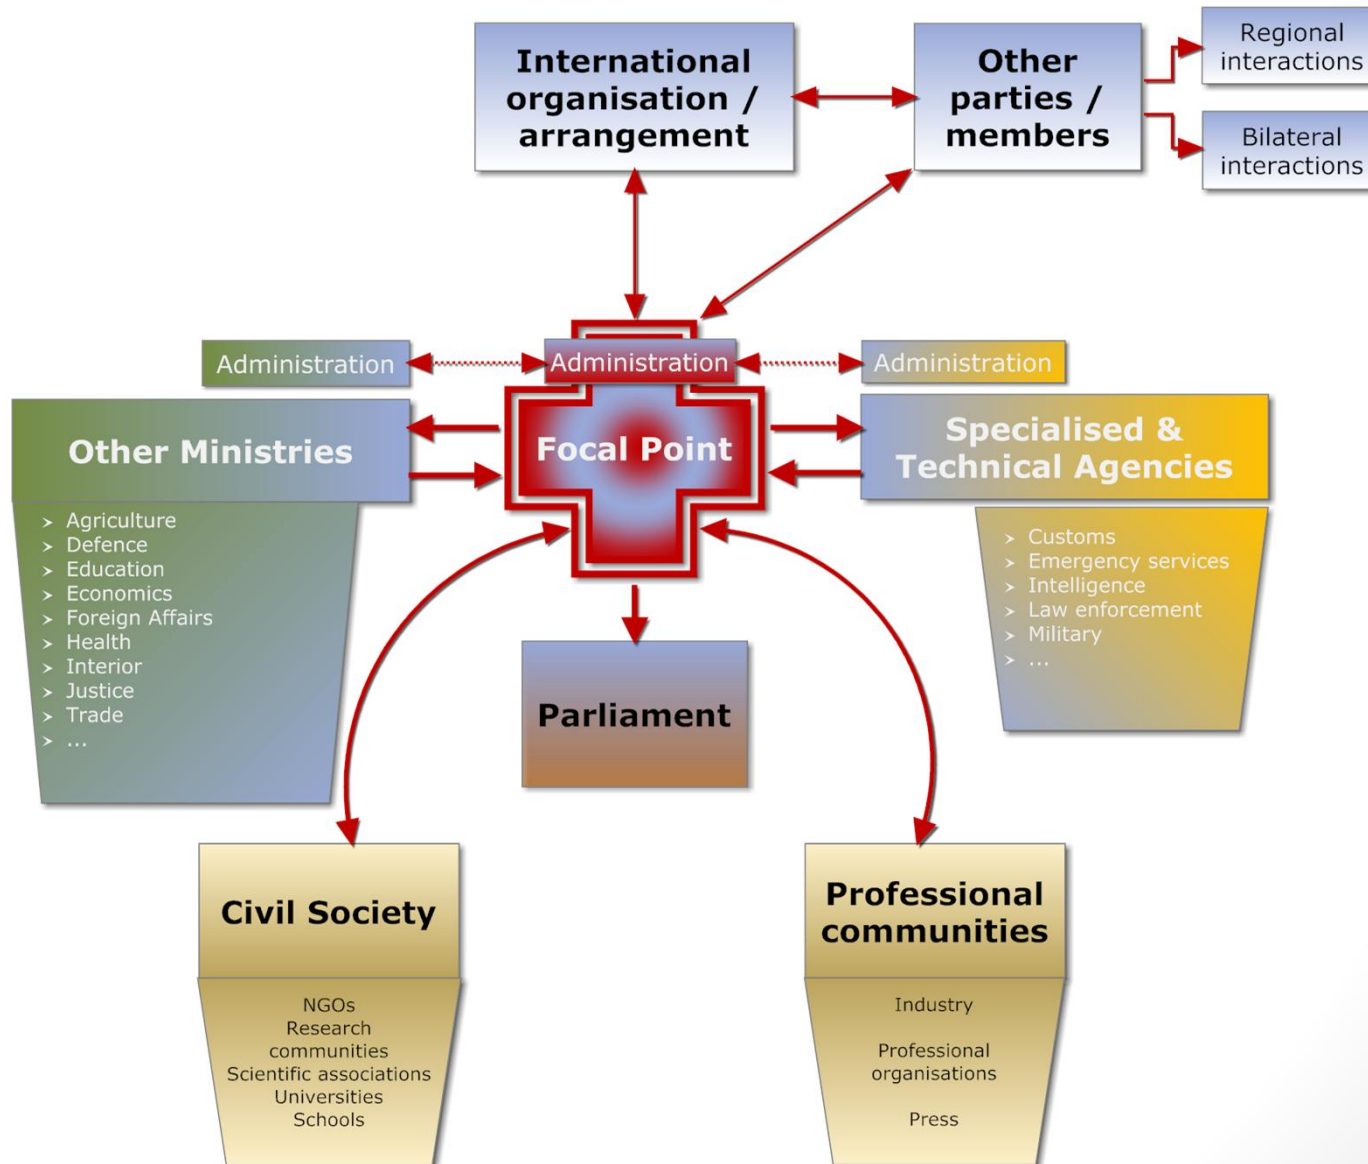 International
organisation /
arrangement
Other
parties /
members
Regional
interactions
Bilateral
interactions
Administration
Administration
Administration
Other Ministries
Focal Point
Specialised &
Technical Agencies
➢ Agriculture
➢ Defence
➢ Education
➢ Economics
➢ Foreign Affairs
➢ Health
➢ Interior
➢ Justice
➢ Trade
➢ ...
➢ Customs
➢ Emergency services
➢ Intelligence
➢ Law enforcement
➢ Military
➢ ...
Parliament
Civil Society
NGOs
Research
communities
Scientific associations
Universities
Schools
Professional
communities
Industry
Professional
organisations
Press